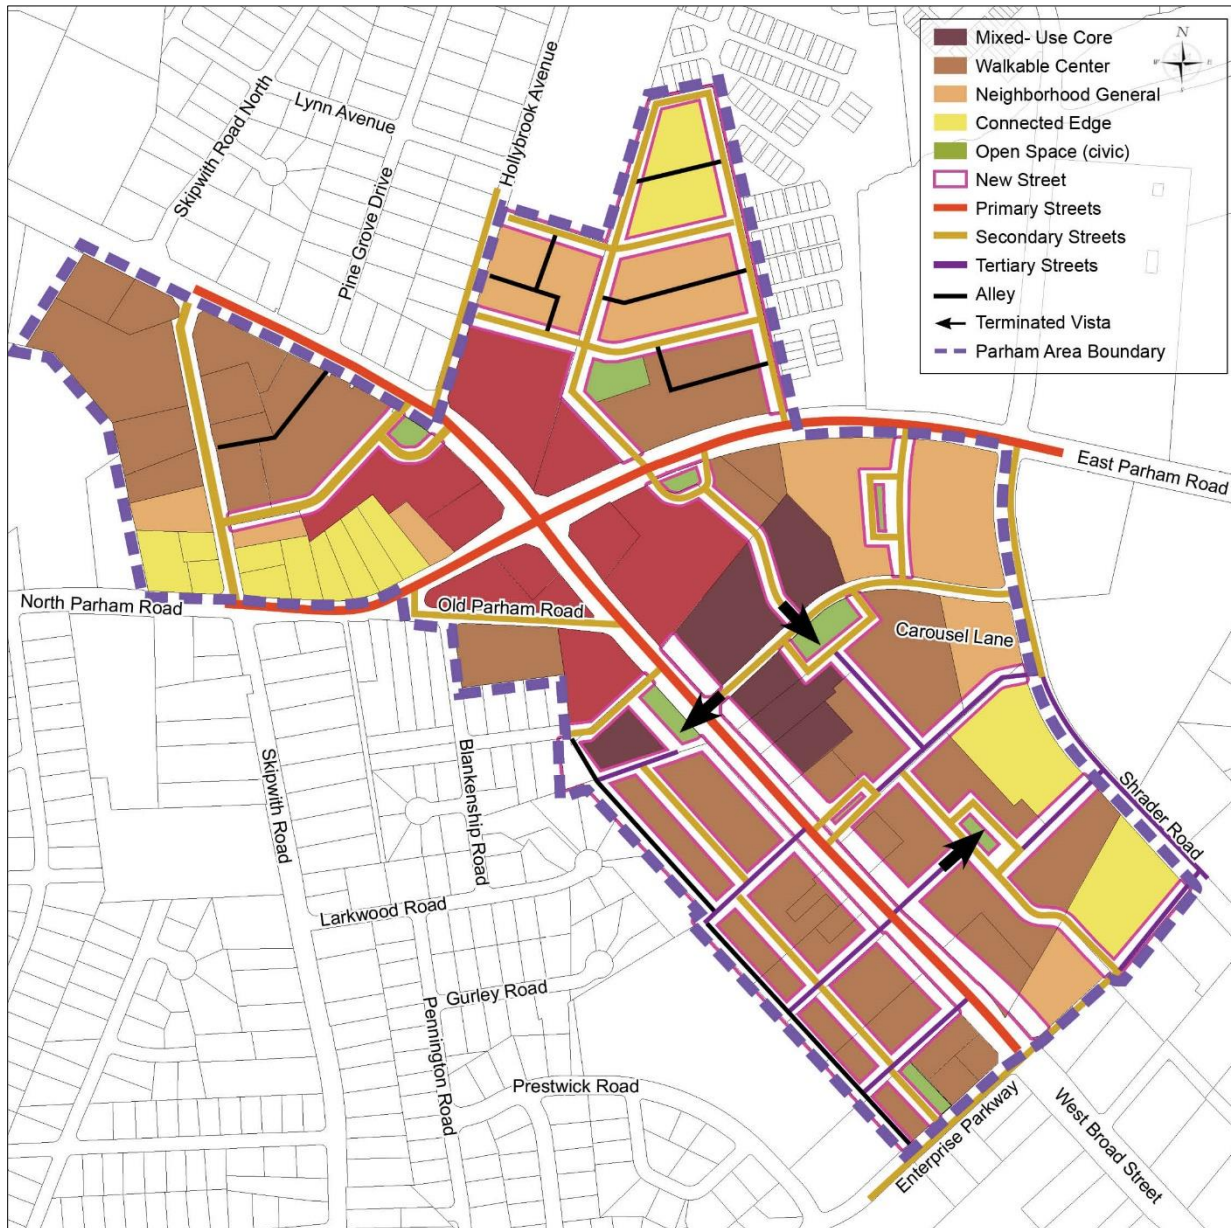 Mixed- Use Core
Walkable Center
Neighborhood General
Connected Edge
Open Space (civic)
New Street
Primary Streets
Secondary Streets
Tertiary Streets
Alley
Terminated Vista
Parham Area Boundary
N
W
E
S
Skipwith Road North
Lynn Avenue
Pine Grove Drive
Hollybrook Avenue
East Parham Road
North Parham Road
Old Parham Road
Carousel Lane
Skipwith Road
Blankenship Road
Shrader Road
Larkwood Road
Gurley Road
Pennington Road
Prestwick Road
Enterprise Parkway
West Broad Street